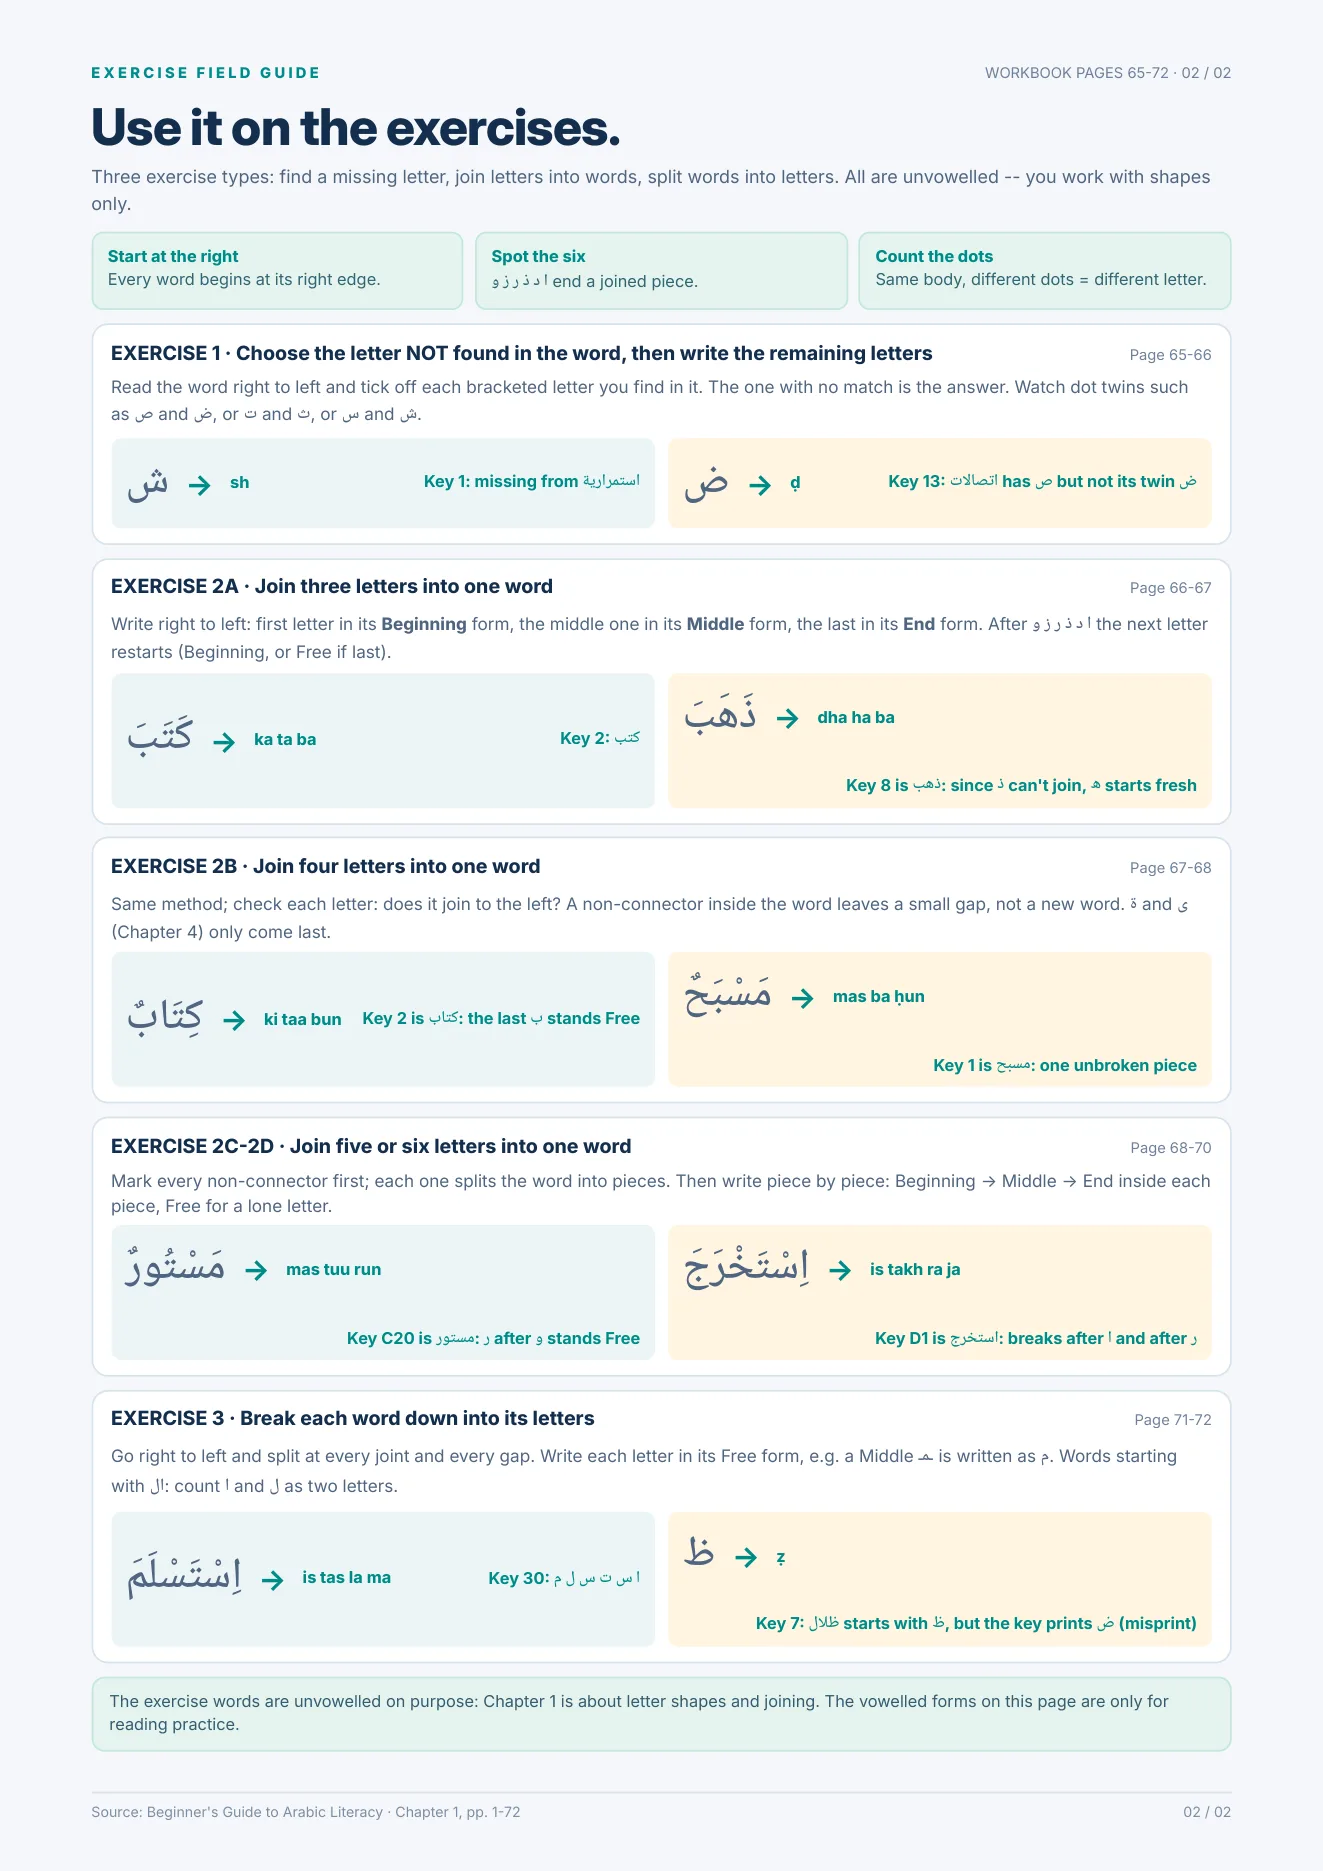 EXERCISE FIELD GUIDE
WORKBOOK PAGES 65-72 · 02 / 02
Use it on the exercises.
Three exercise types: find a missing letter, join letters into words, split words into letters. All are unvowelled -- you work with shapes
only.
Start at the right
Every word begins at its right edge.
Spot the six
ا د ذ ر ز و end a joined piece.
Count the dots
Same body, different dots = different letter.
EXERCISE 1 · Choose the letter NOT found in the word, then write the remaining letters
Page 65-66
Read the word right to left and tick off each bracketed letter you find in it. The one with no match is the answer. Watch dot twins such
as ص and ض, or ت and ث, or س and ش.
ش → sh
Key 1: missing from استمرارية
ض → ḍ
Key 13: اتصالات has ص but not its twin ض
EXERCISE 2A · Join three letters into one word
Page 66-67
Write right to left: first letter in its Beginning form, the middle one in its Middle form, the last in its End form. After ا د ذ ر ز و the next letter
restarts (Beginning, or Free if last).
كَتَبَ → ka ta ba
Key 2: كتب
ذَهَبَ → dha ha ba
Key 8 is ذهب: since ذ can't join, ه starts fresh
EXERCISE 2B · Join four letters into one word
Page 67-68
Same method; check each letter: does it join to the left? A non-connector inside the word leaves a small gap, not a new word. ة and ى
(Chapter 4) only come last.
كِتَابٌ → ki taa bun
Key 2 is كتاب: the last ب stands Free
مَسْبَحٌ → mas ba ḥun
Key 1 is مسبح: one unbroken piece
EXERCISE 2C-2D · Join five or six letters into one word
Page 68-70
Mark every non-connector first; each one splits the word into pieces. Then write piece by piece: Beginning → Middle → End inside each
piece, Free for a lone letter.
مَسْتُورٌ → mas tuu run
Key C20 is مستور: ر after و stands Free
اِسْتَخْرَجَ → is takh ra ja
Key D1 is استخرج: breaks after ا and after ر
EXERCISE 3 · Break each word down into its letters
Page 71-72
Go right to left and split at every joint and every gap. Write each letter in its Free form, e.g. a Middle ـمـ is written as م. Words starting
with ال: count ا and ل as two letters.
اِسْتَسْلَمَ → is tas la ma
Key 30: ا س ت س ل م
ظ → ẓ
Key 7: ظلال starts with ظ, but the key prints ض (misprint)
The exercise words are unvowelled on purpose: Chapter 1 is about letter shapes and joining. The vowelled forms on this page are only for
reading practice.
Source: Beginner's Guide to Arabic Literacy · Chapter 1, pp. 1-72
02 / 02